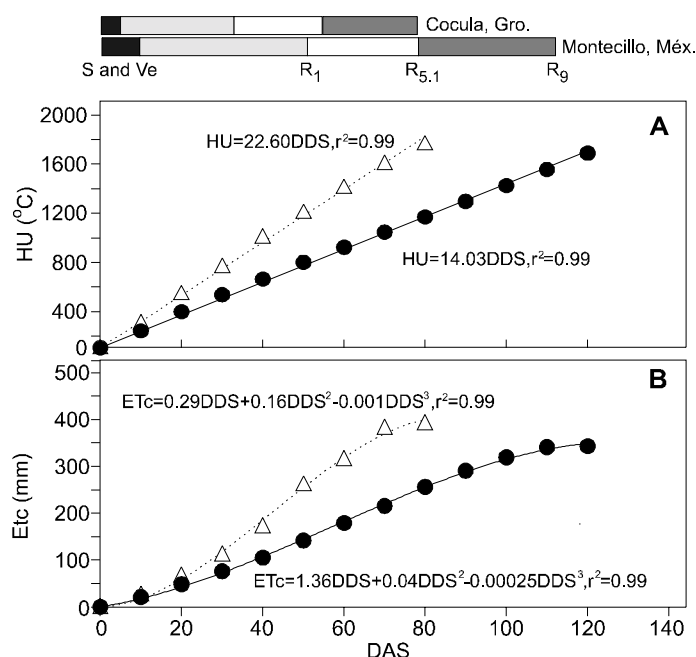 Cocula, Gro.
Montecillo, Méx.
S and Ve R₁ R₅.₁ R₉
A
HU (°C)
2000
1600
1200
800
400
0
HU=22.60DDS,r²=0.99
HU=14.03DDS,r²=0.99
B
Etc (mm)
500
400
300
200
100
0
ETc=0.29DDS+0.16DDS²-0.001DDS³,r²=0.99
ETc=1.36DDS+0.04DDS²-0.00025DDS³,r²=0.99
0 20 40 60 80 100 120 140
DAS